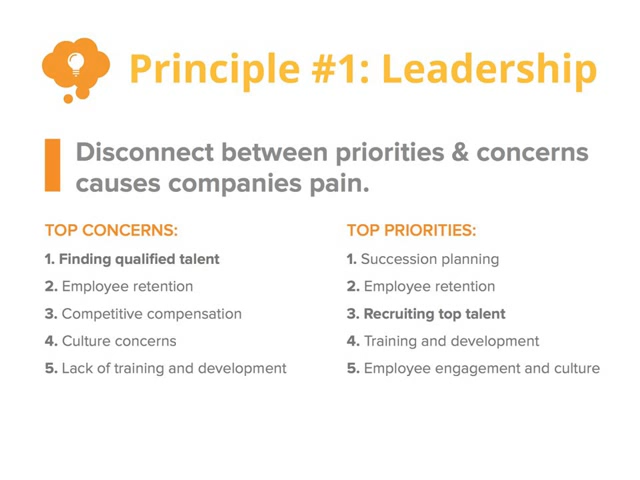 Principle #1: Leadership
Disconnect between priorities & concerns
causes companies pain.
TOP CONCERNS:
1. Finding qualified talent
2. Employee retention
3. Competitive compensation
4. Culture concerns
5. Lack of training and development
TOP PRIORITIES:
1. Succession planning
2. Employee retention
3. Recruiting top talent
4. Training and development
5. Employee engagement and culture